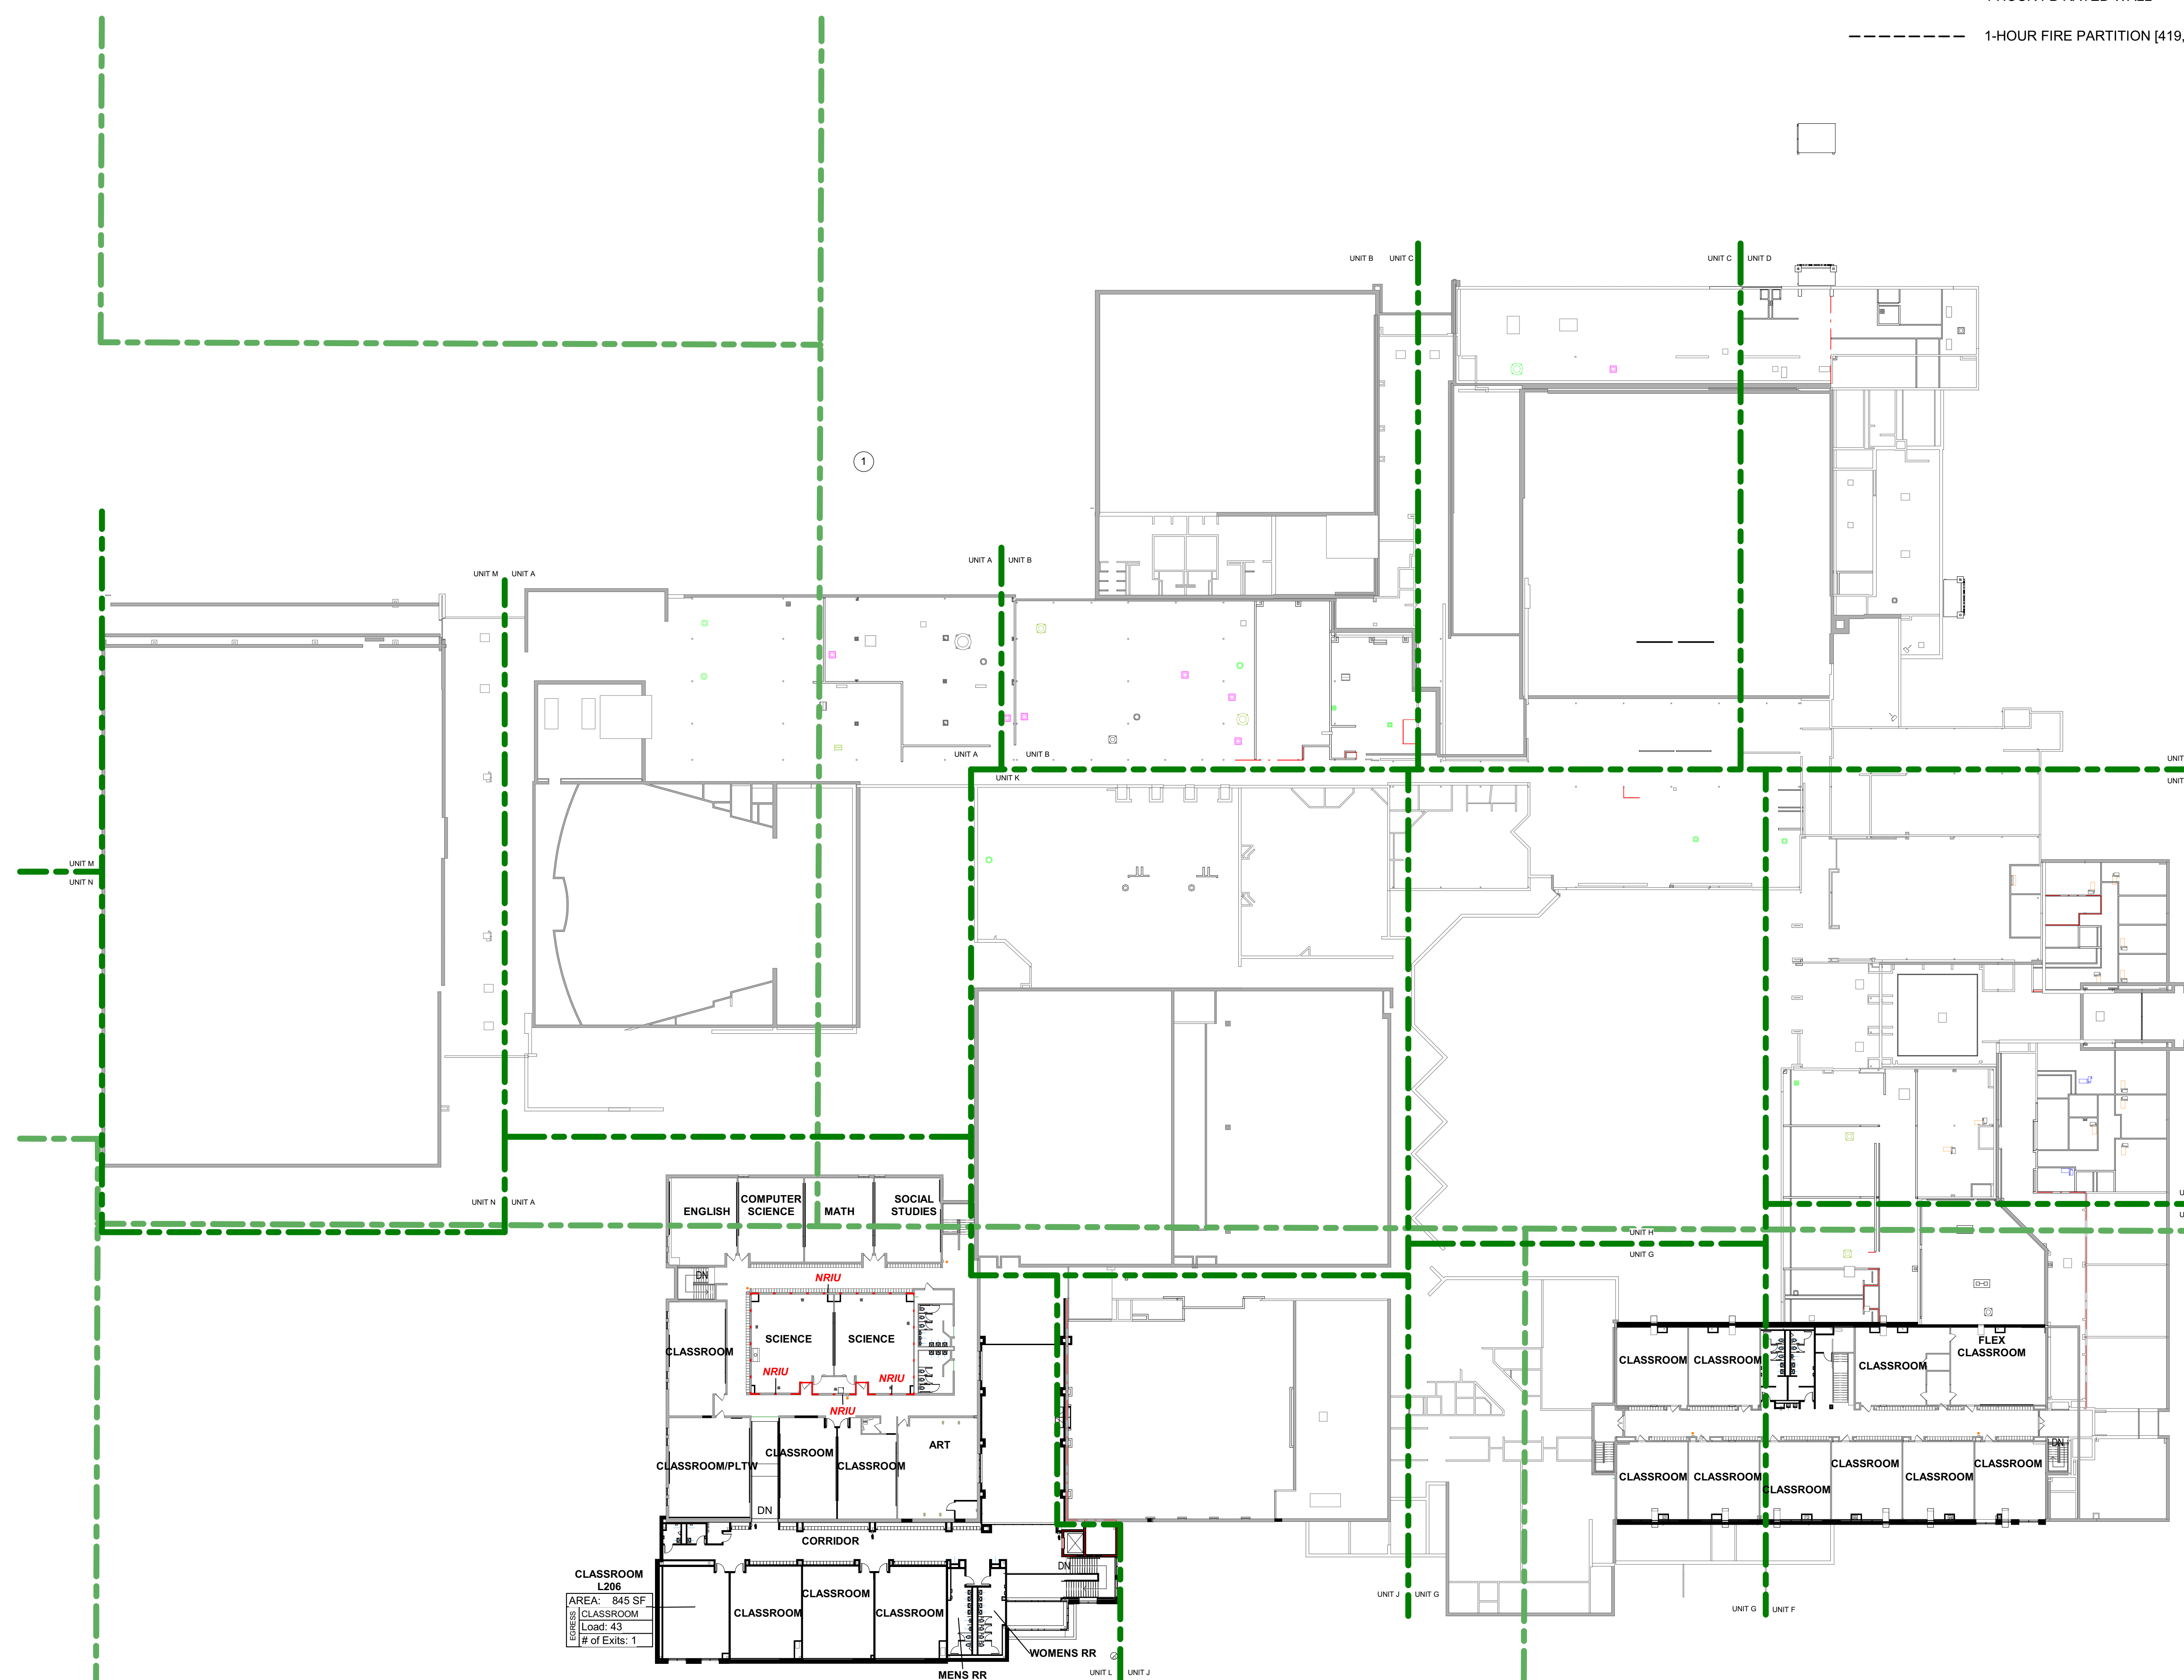 1-HOUR FIRE PARTITION [419,
UNIT B UNIT C
UNIT C UNIT D
1
UNIT M UNIT A
UNIT A UNIT B
UNIT A UNIT B
UNIT K
UNIT
UNIT
UNIT M
UNIT N
UNIT N UNIT A
ENGLISH
COMPUTER
SCIENCE
MATH
SOCIAL
STUDIES
UNIT H
UNIT G
DN
NRIU
SCIENCE
SCIENCE
CLASSROOM
NRIU
NRIU
NRIU
CLASSROOM
CLASSROOM
CLASSROOM
FLEX
CLASSROOM
CLASSROOM/PLTW
CLASSROOM
CLASSROOM
ART
DN
CLASSROOM
CLASSROOM
CLASSROOM
CLASSROOM
CLASSROOM
CLASSROOM
DN
CORRIDOR
DN
CLASSROOM
L206
AREA: 845 SF
EGRESS
CLASSROOM
Load: 43
# of Exits: 1
CLASSROOM
CLASSROOM
CLASSROOM
UNIT J UNIT G
UNIT G UNIT F
WOMENS RR
MENS RR
UNIT L UNIT J